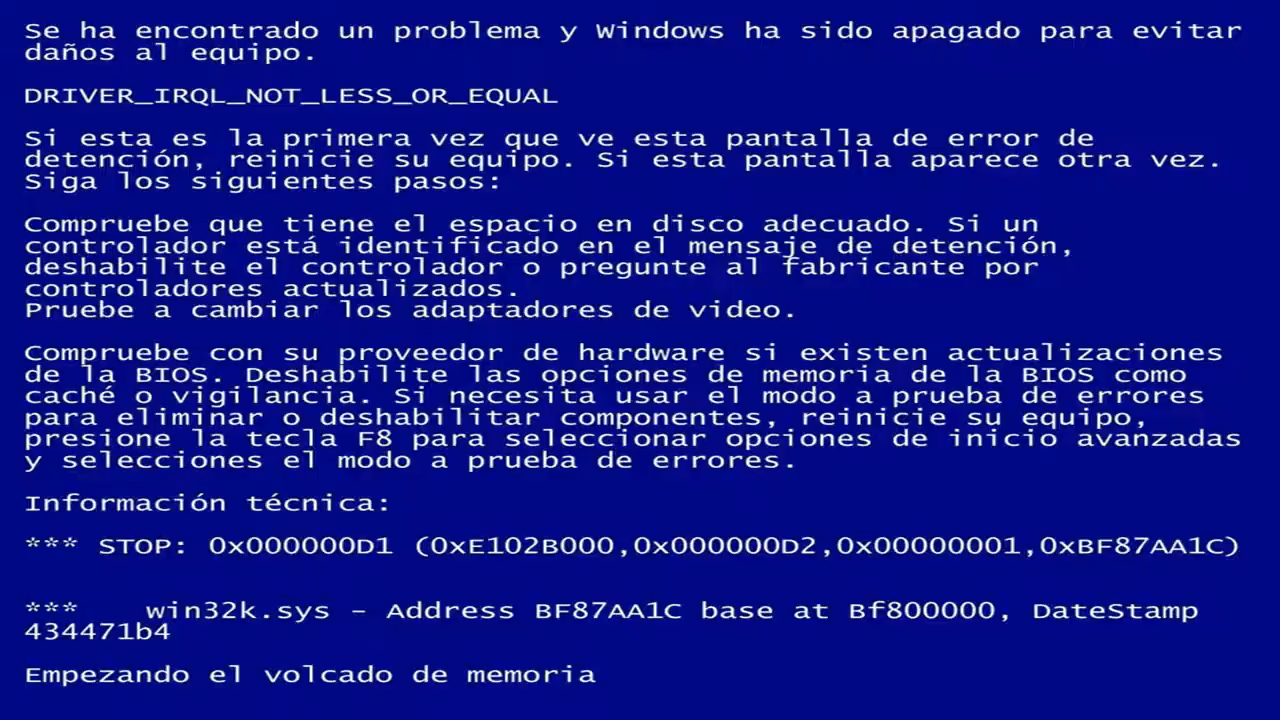 Se ha encontrado un problema y Windows ha sido apagado para evitar
daños al equipo.
DRIVER_IRQL_NOT_LESS_OR_EQUAL
Si esta es la primera vez que ve esta pantalla de error de
detención, reinicie su equipo. Si esta pantalla aparece otra vez.
Siga los siguientes pasos:
Compruebe que tiene el espacio en disco adecuado. Si un
controlador está identificado en el mensaje de detención,
deshabilite el controlador o pregunte al fabricante por
controladores actualizados.
Pruebe a cambiar los adaptadores de video.
Compruebe con su proveedor de hardware si existen actualizaciones
de la BIOS. Deshabilite las opciones de memoria de la BIOS como
caché o vigilancia. Si necesita usar el modo a prueba de errores
para eliminar o deshabilitar componentes, reinicie su equipo,
presione la tecla F8 para seleccionar opciones de inicio avanzadas
y selecciones el modo a prueba de errores.
Información técnica:
*** STOP: 0x000000D1 (0xE102B000,0x000000D2,0x00000001,0xBF87AA1C)
*** win32k.sys – Address BF87AA1C base at Bf800000, DateStamp
434471b4
Empezando el volcado de memoria